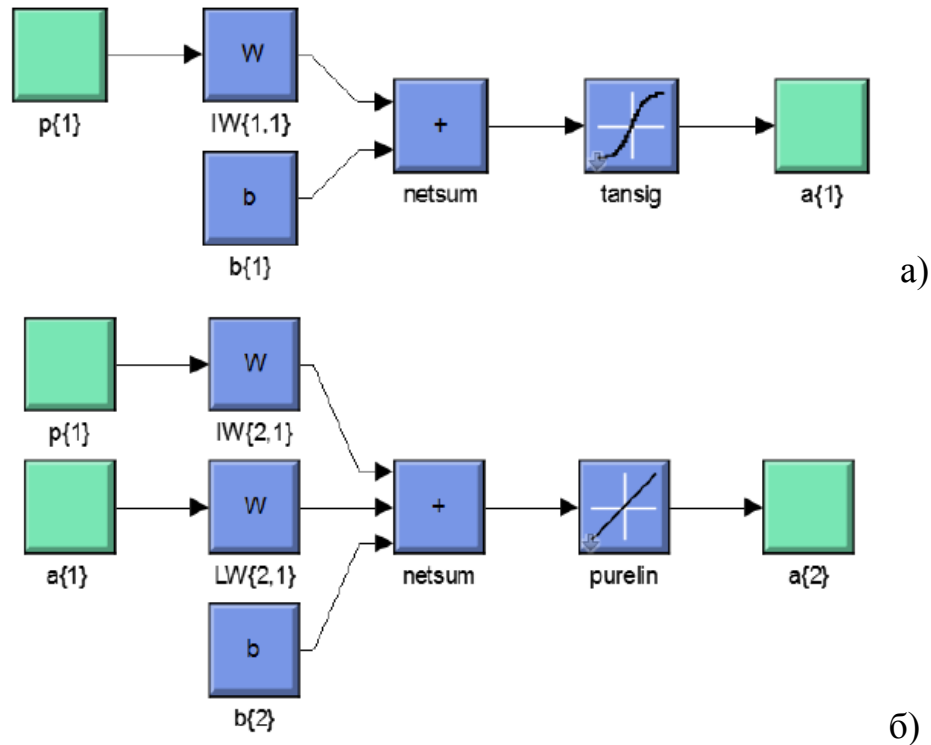 W
p{1}
IW{1,1}
+
b
netsum
tansig
a{1}
b{1}
а)
W
p{1}
IW{2,1}
W
+
a{1}
LW{2,1}
netsum
purelin
a{2}
b
b{2}
б)